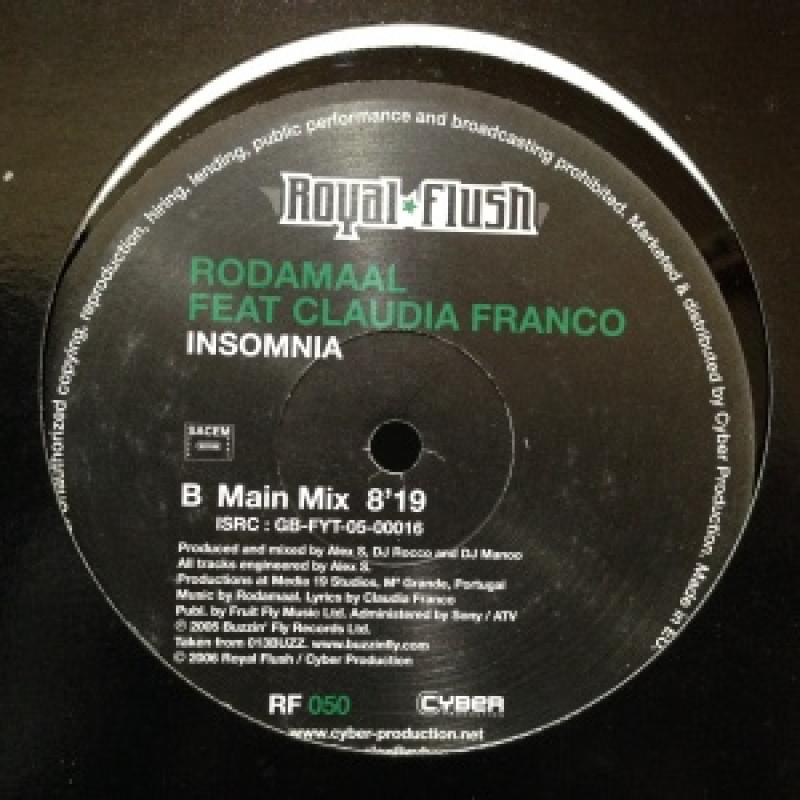 unauthorized copying, reproduction, hiring, lending, public performance and broadcasting prohibited. Marketed & distributed by Cyber Production. Made in EU.
Royal Flush
RODAMAAL
FEAT CLAUDIA FRANCO
INSOMNIA
SACEM
B Main Mix 8'19
ISRC : GB-FYT-05-00016
Produced and mixed by Alex S, DJ Rocco and DJ Manoo
All tracks engineered by Alex S.
Productions at Media 19 Studios, Mª Grande, Portugal
Music by Rodamaal. Lyrics by Claudia Franco
Publ. by Fruit Fly Music Ltd. Administered by Sony / ATV
℗ 2005 Buzzin' Fly Records Ltd.
Taken from 013BUZZ. www.buzzinfly.com
© 2006 Royal Flush / Cyber Production
RF 050 CYBER PRODUCTION
www.cyber-production.net